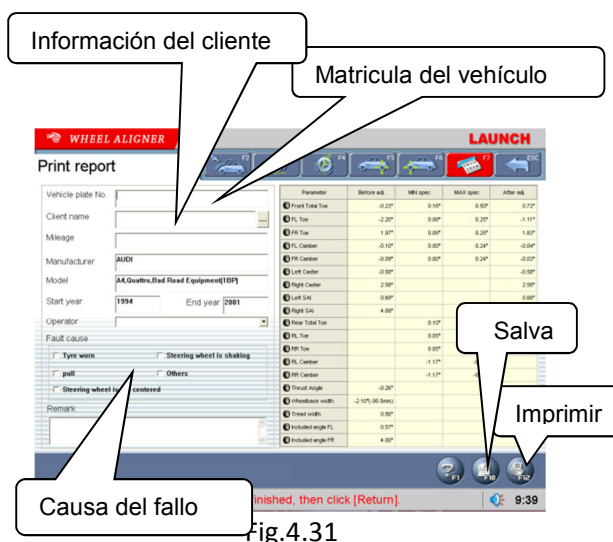 Información del cliente
Matricula del vehículo
WHEEL ALIGNER
LAUNCH
Print report
F2
F4
F5
F6
F7
ESC
Vehicle plate No.
Client name
Mileage
Manufacturer AUDI
Model A4,Quattro,Bad Road Equipment[1BP]
Start year 1994 End year 2001
Operator
Fault cause
Tyre worn Steering wheel is shaking
pull Others
Steering wheel centered
Remark
Parameter Before adj. MIN spec MAX spec After adj.
Front Total Toe -0.23° 0.16° 0.50° 0.72°
FL Toe -2.20° 0.08° 0.25° -1.11°
FR Toe 1.97° 0.08° 0.25° 1.83°
FL Camber -0.10° 0.00° 0.24° -0.04°
FR Camber -0.09° 0.00° 0.24° -0.03°
Left Caster -0.58° -0.58°
Right Caster 2.58° 2.58°
Left SAI 0.68° 0.68°
Right SAI 4.09°
Rear Total Toe 0.10°
RL Toe 0.05°
RR Toe 0.05°
RL Camber -1.17°
RR Camber -1.17°
Thrust Angle -0.26°
Wheelbase width
Tread width 0.56°
Included angle FL 0.57°
Included angle FR 4.00°
Salva
Imprimir
Causa del fallo
F1
F10
F12
finished, then click [Return].
9:39
Fig.4.31